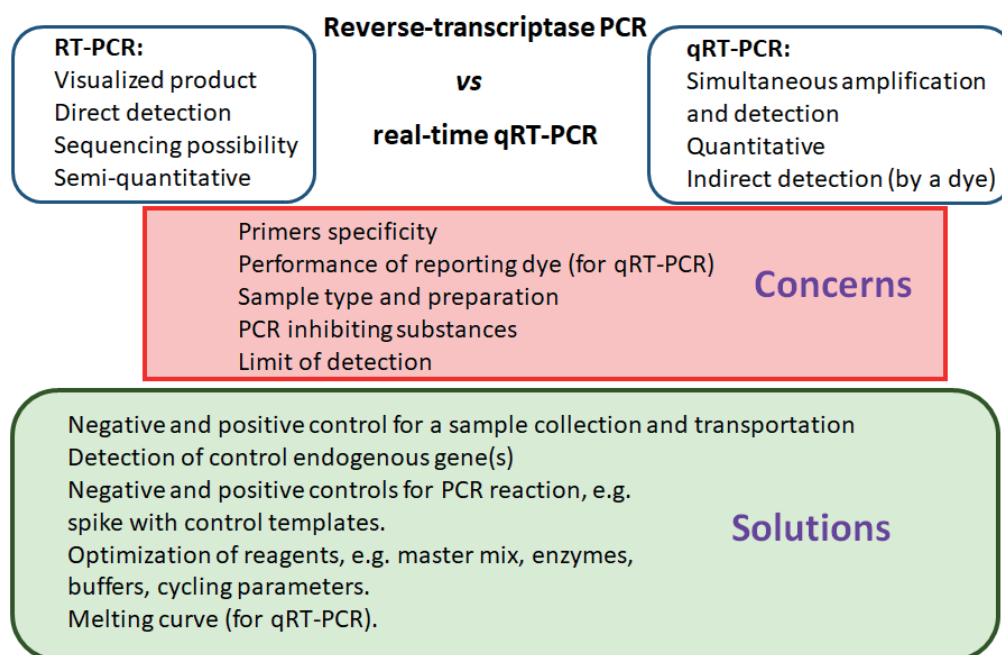 RT-PCR:
Visualized product
Direct detection
Sequencing possibility
Semi-quantitative
Reverse-transcriptase PCR
vs
real-time qRT-PCR
qRT-PCR:
Simultaneous amplification
and detection
Quantitative
Indirect detection (by a dye)
Primers specificity
Performance of reporting dye (for qRT-PCR)
Sample type and preparation
PCR inhibiting substances
Limit of detection
Concerns
Negative and positive control for a sample collection and transportation
Detection of control endogenous gene(s)
Negative and positive controls for PCR reaction, e.g.
spike with control templates.
Optimization of reagents, e.g. master mix, enzymes,
buffers, cycling parameters.
Melting curve (for qRT-PCR).
Solutions